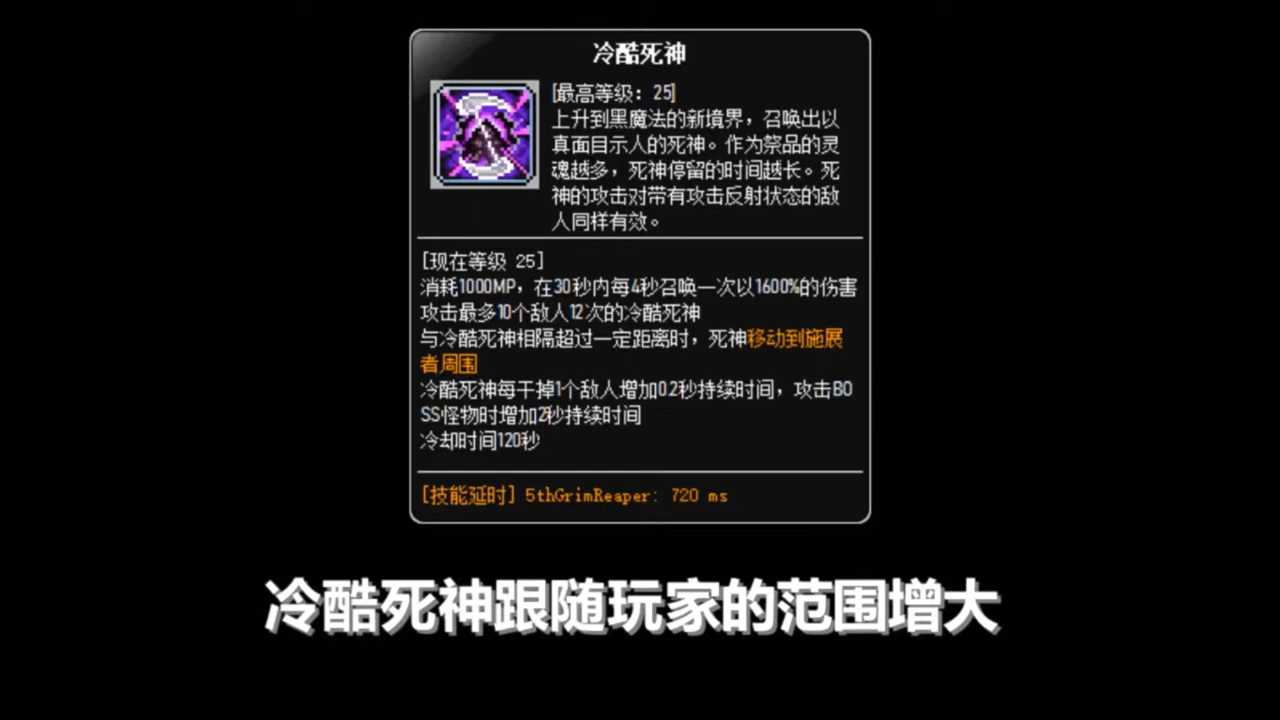 冷酷死神
[最高等级：25]
上升到黑魔法的新境界，召唤出以
真面目示人的死神。作为祭品的灵
魂越多，死神停留的时间越长。死
神的攻击对带有攻击反射状态的敌
人同样有效。
[现在等级 25]
消耗1000MP，在30秒内每4秒召唤一次以1600%的伤害
攻击最多10个敌人12次的冷酷死神
与冷酷死神相隔超过一定距离时，死神移动到施展
者周围
冷酷死神每干掉1个敌人增加0.2秒持续时间，攻击BO
SS怪物时增加2秒持续时间
冷却时间120秒
[技能延时] 5thGrimReaper: 720 ms
冷酷死神跟随玩家的范围增大